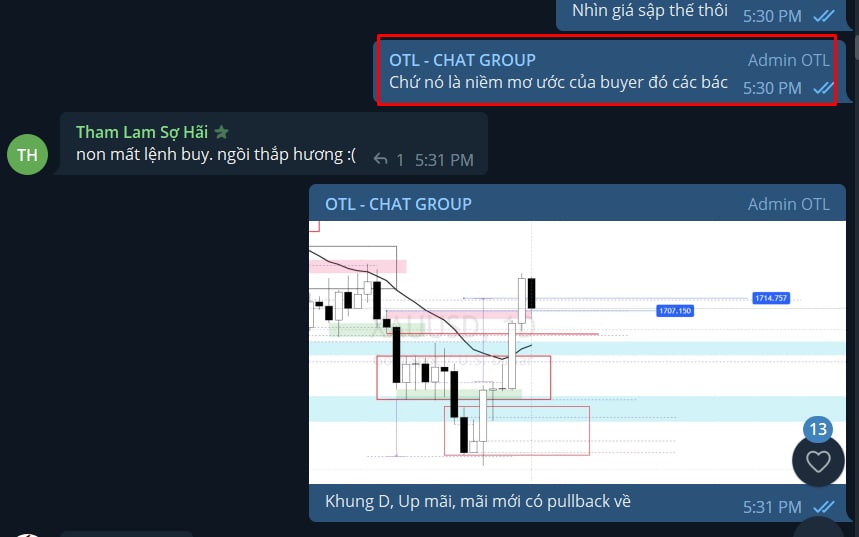 Nhìn giá sập thế thôi
5:30 PM
OTL - CHAT GROUP
Admin OTL
Chứ nó là niềm mơ ước của buyer đó các bác
5:30 PM
TH
Tham Lam Sợ Hãi
non mất lệnh buy. ngồi thắp hương :(
1 5:31 PM
OTL - CHAT GROUP
Admin OTL
1714.757
1707.150
13
Khung D, Up mãi, mãi mới có pullback về
5:31 PM